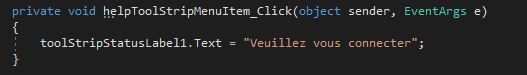 private void helpToolStripMenuItem_Click(object sender, EventArgs e)
{
toolStripStatusLabel1.Text = "Veuillez vous connecter";
}